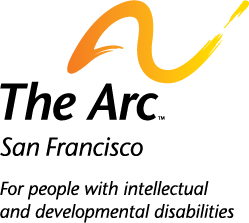 The Arc™
San Francisco
For people with intellectual
and developmental disabilities